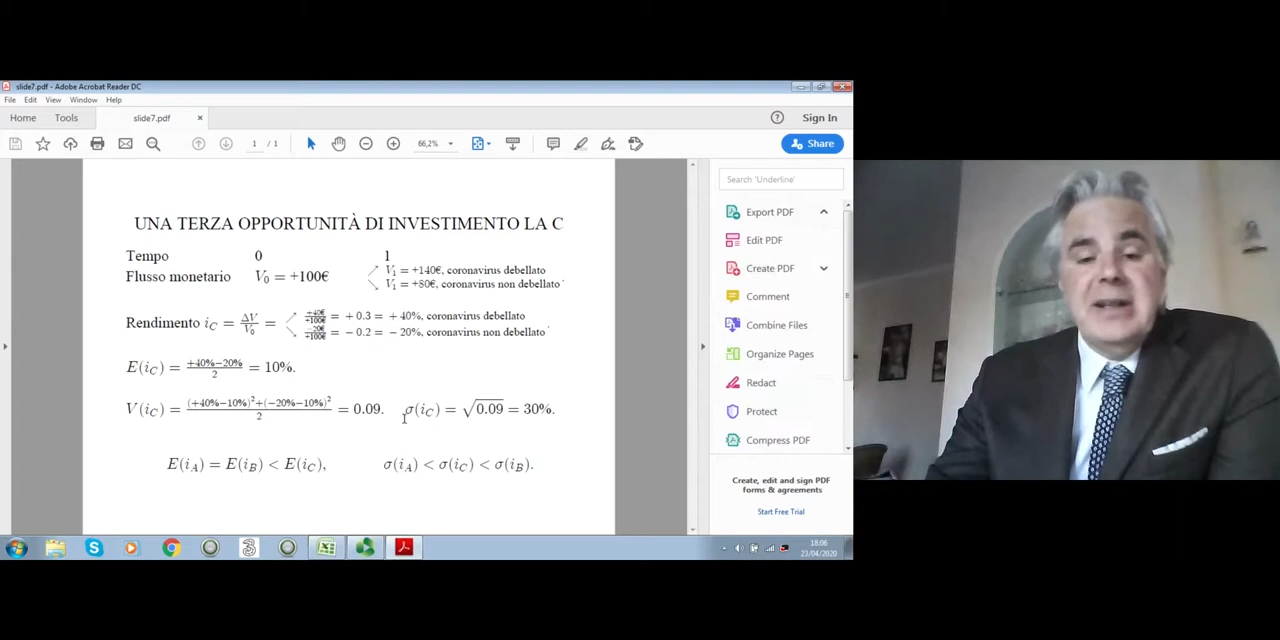 slide7.pdf - Adobe Acrobat Reader DC
File Edit View Window Help
Home Tools slide7.pdf × Sign In
1 / 1 66,2% Share
Search 'Underline'
Export PDF
Edit PDF
Create PDF
Comment
Combine Files
Organize Pages
Redact
Protect
Compress PDF
Create, edit and sign PDF
forms & agreements
Start Free Trial
UNA TERZA OPPORTUNITÀ DI INVESTIMENTO LA C
Tempo 0 1
Flusso monetario V₀ = +100€ ↗ V₁ = +140€, coronavirus debellato
↘ V₁ = +80€, coronavirus non debellato
Rendimento i_C = ΔV/V₀ = ↗ +40€/+100€ = +0.3 = +40%, coronavirus debellato
↘ −20€/+100€ = −0.2 = −20%, coronavirus non debellato
E(i_C) = (+40%−20%)/2 = 10%.
V(i_C) = ((+40%−10%)²+(−20%−10%)²)/2 = 0.09. σ(i_C) = √0.09 = 30%.
E(i_A) = E(i_B) < E(i_C), σ(i_A) < σ(i_C) < σ(i_B).
18:06
23/04/2020